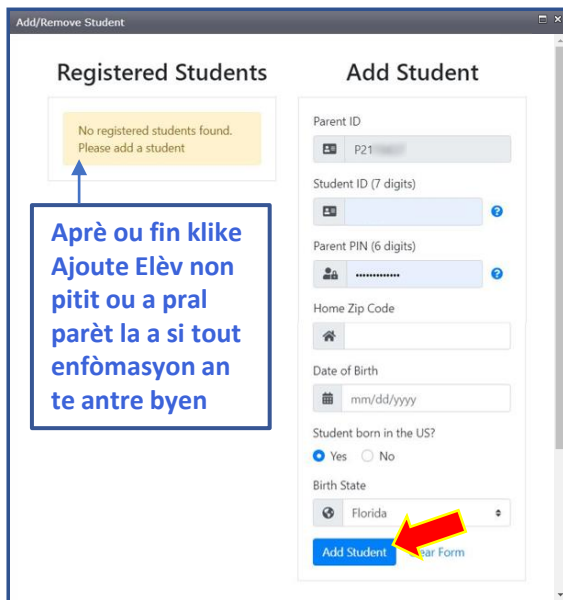 Add/Remove Student
Registered Students
No registered students found.
Please add a student
Aprè ou fin klike
Ajoute Elèv non
pitit ou a pral
parèt la a si tout
enfòmasyon an
te antre byen
Add Student
Parent ID
P21
Student ID (7 digits)
Parent PIN (6 digits)
Home Zip Code
Date of Birth
mm/dd/yyyy
Student born in the US?
Yes No
Birth State
Florida
Add Student Form